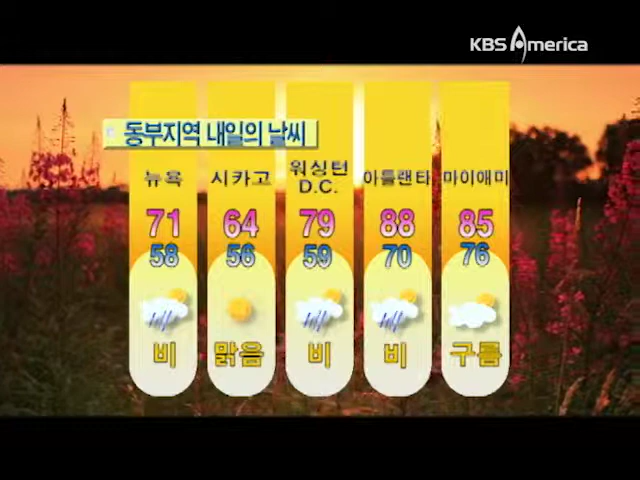 KBS America
동부지역 내일의 날씨
뉴욕 시카고 워싱턴 D.C. 아틀랜타 마이애미
71 64 79 88 85
58 56 59 70 76
비 맑음 비 비 구름